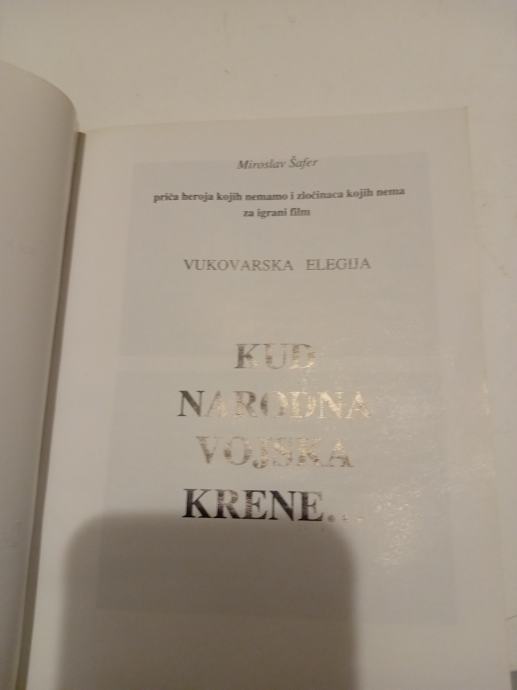 Miroslav Šafer
priča heroja kojih nemamo i zločinaca kojih nema
za igrani film
VUKOVARSKA ELEGIJA
KUD
NARODNA
VOJSKA
KRENE...